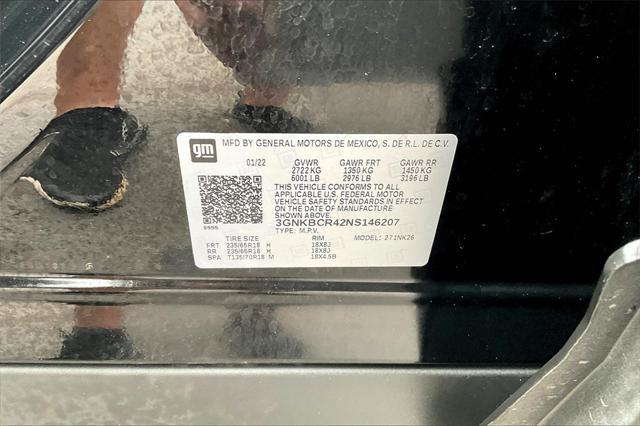 gm
MFD BY GENERAL MOTORS DE MEXICO, S. DE R.L. DE C.V.
01/22 GVWR GAWR FRT GAWR RR
2722 KG 1350 KG 1450 KG
6001 LB 2976 LB 3196 LB
THIS VEHICLE CONFORMS TO ALL
APPLICABLE U.S. FEDERAL MOTOR
VEHICLE SAFETY STANDARDS IN EFFECT
ON THE DATE OF MANUFACTURE
SHOWN ABOVE.
3GNKBCR42NS146207
TYPE: M.P.V.
TIRE SIZE RIM MODEL: 271NK26
FRT 235/65R18 H 18X8J
RR 235/65R18 H 18X8J
SPA T135/70R18 M 18X4.5B